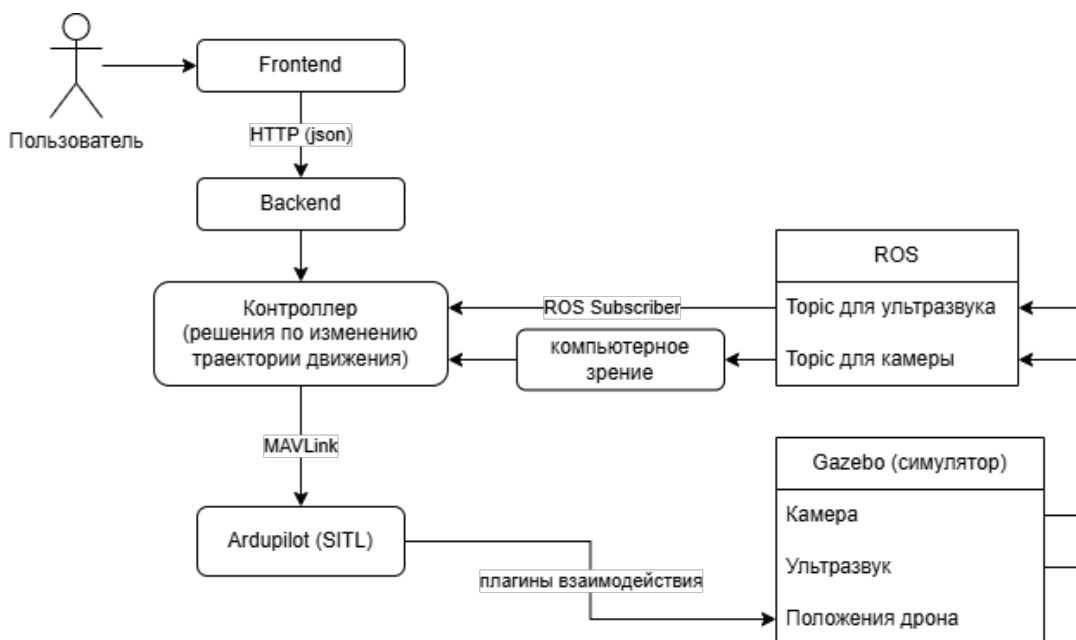 Frontend
Пользователь
HTTP (json)
Backend
ROS
Контроллер
(решения по изменению
траектории движения)
ROS Subscriber
Topic для ультразвука
компьютерное
зрение
Topic для камеры
MAVLink
Gazebo (симулятор)
Камера
Ardupilot (SITL)
Ультразвук
плагины взаимодействия
Положения дрона